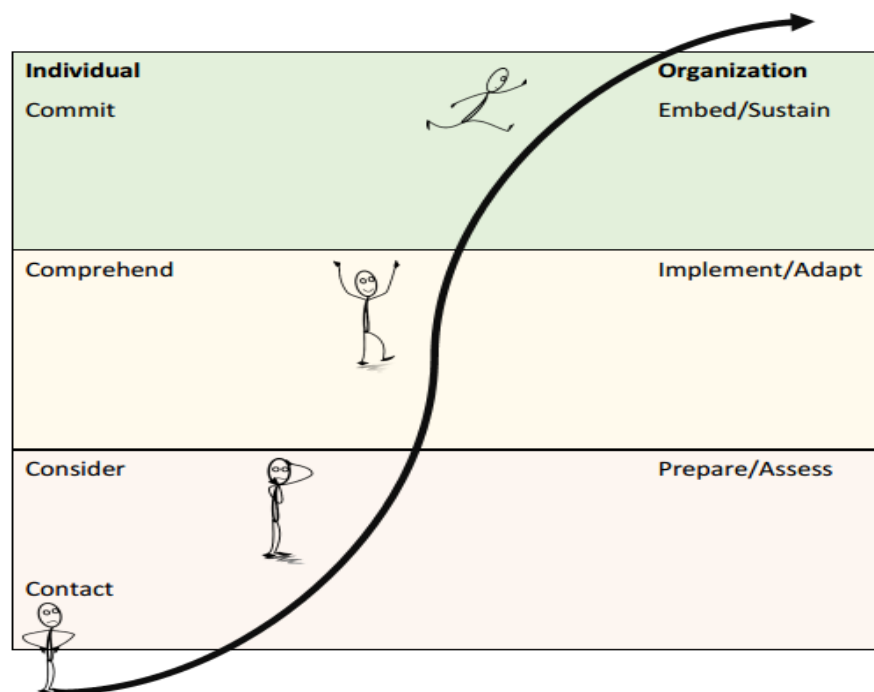 Individual Organization
Commit Embed/Sustain
Comprehend Implement/Adapt
Consider Prepare/Assess
Contact